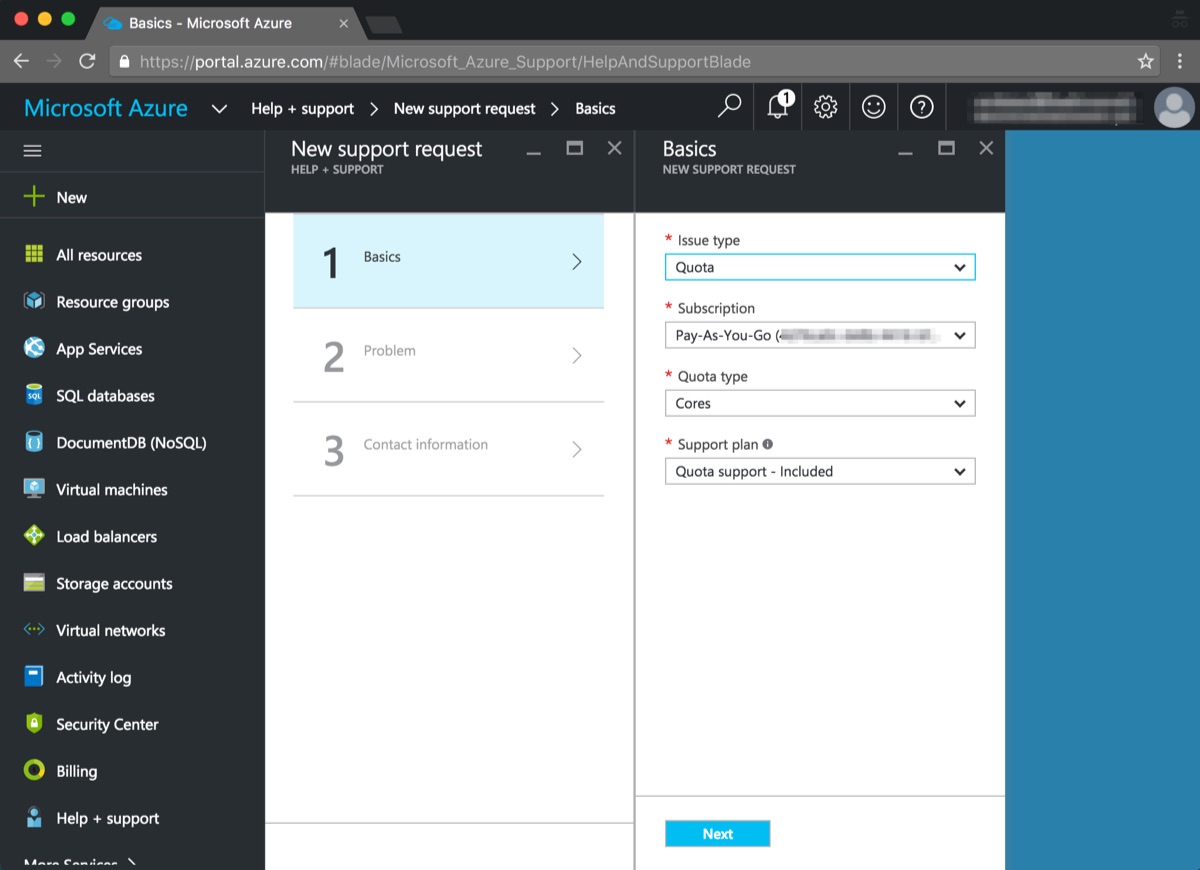 Basics - Microsoft Azure
https://portal.azure.com/#blade/Microsoft_Azure_Support/HelpAndSupportBlade
Microsoft Azure
Help + support
New support request
Basics
1
New
All resources
Resource groups
App Services
SQL
SQL databases
DocumentDB (NoSQL)
Virtual machines
Load balancers
Storage accounts
Virtual networks
Activity log
Security Center
Billing
Help + support
More Services
New support request
HELP + SUPPORT
1 Basics
2 Problem
3 Contact information
Basics
NEW SUPPORT REQUEST
* Issue type
Quota
* Subscription
Pay-As-You-Go (
* Quota type
Cores
* Support plan
Quota support - Included
Next